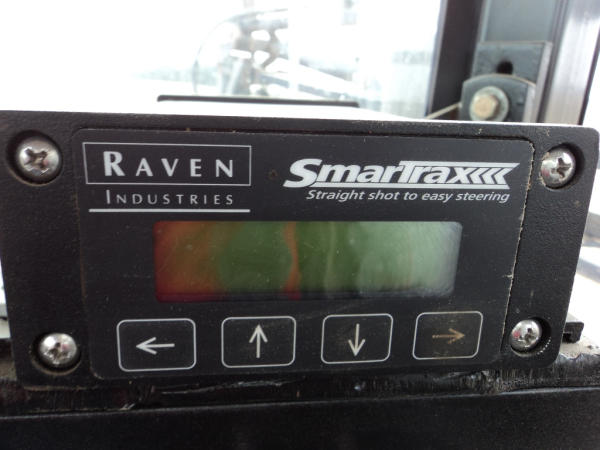 RAVEN
INDUSTRIES
SmarTrax
Straight shot to easy steering